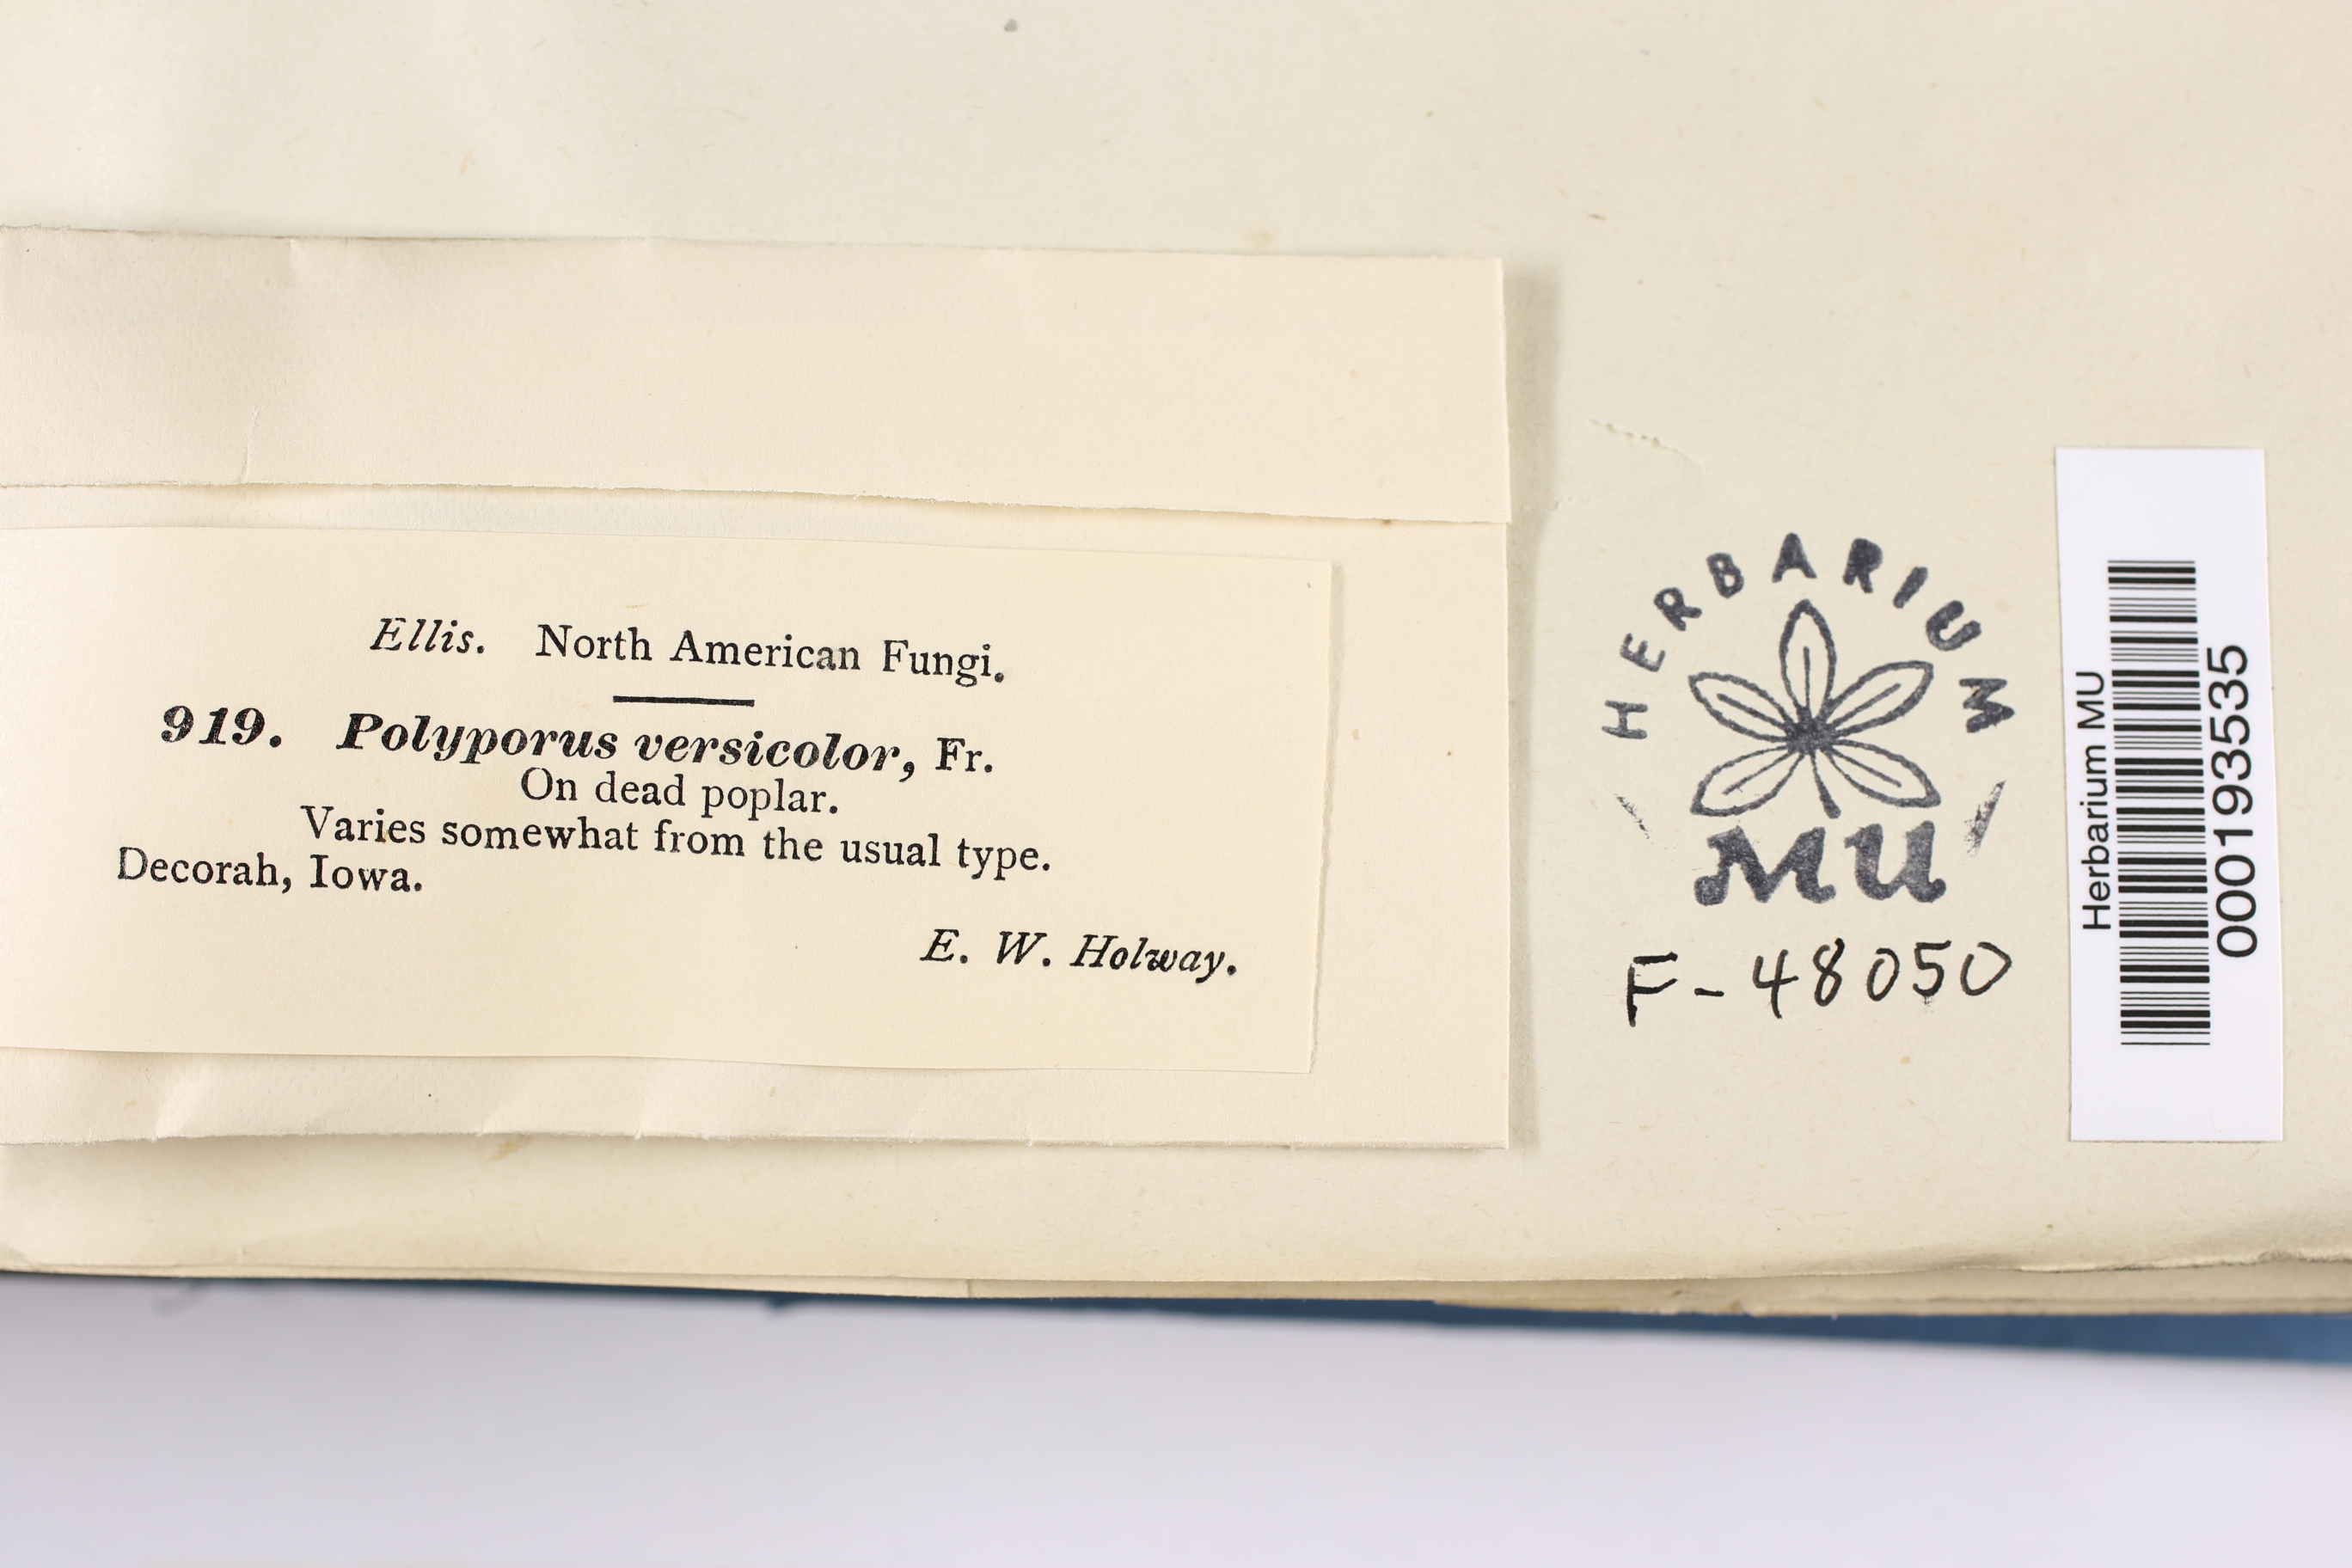 Ellis. North American Fungi.
919. Polyporus versicolor, Fr.
On dead poplar.
Varies somewhat from the usual type.
Decorah, Iowa.
E. W. Holway.
HERBARIUM
MU
F-48050
Herbarium MU
000193535